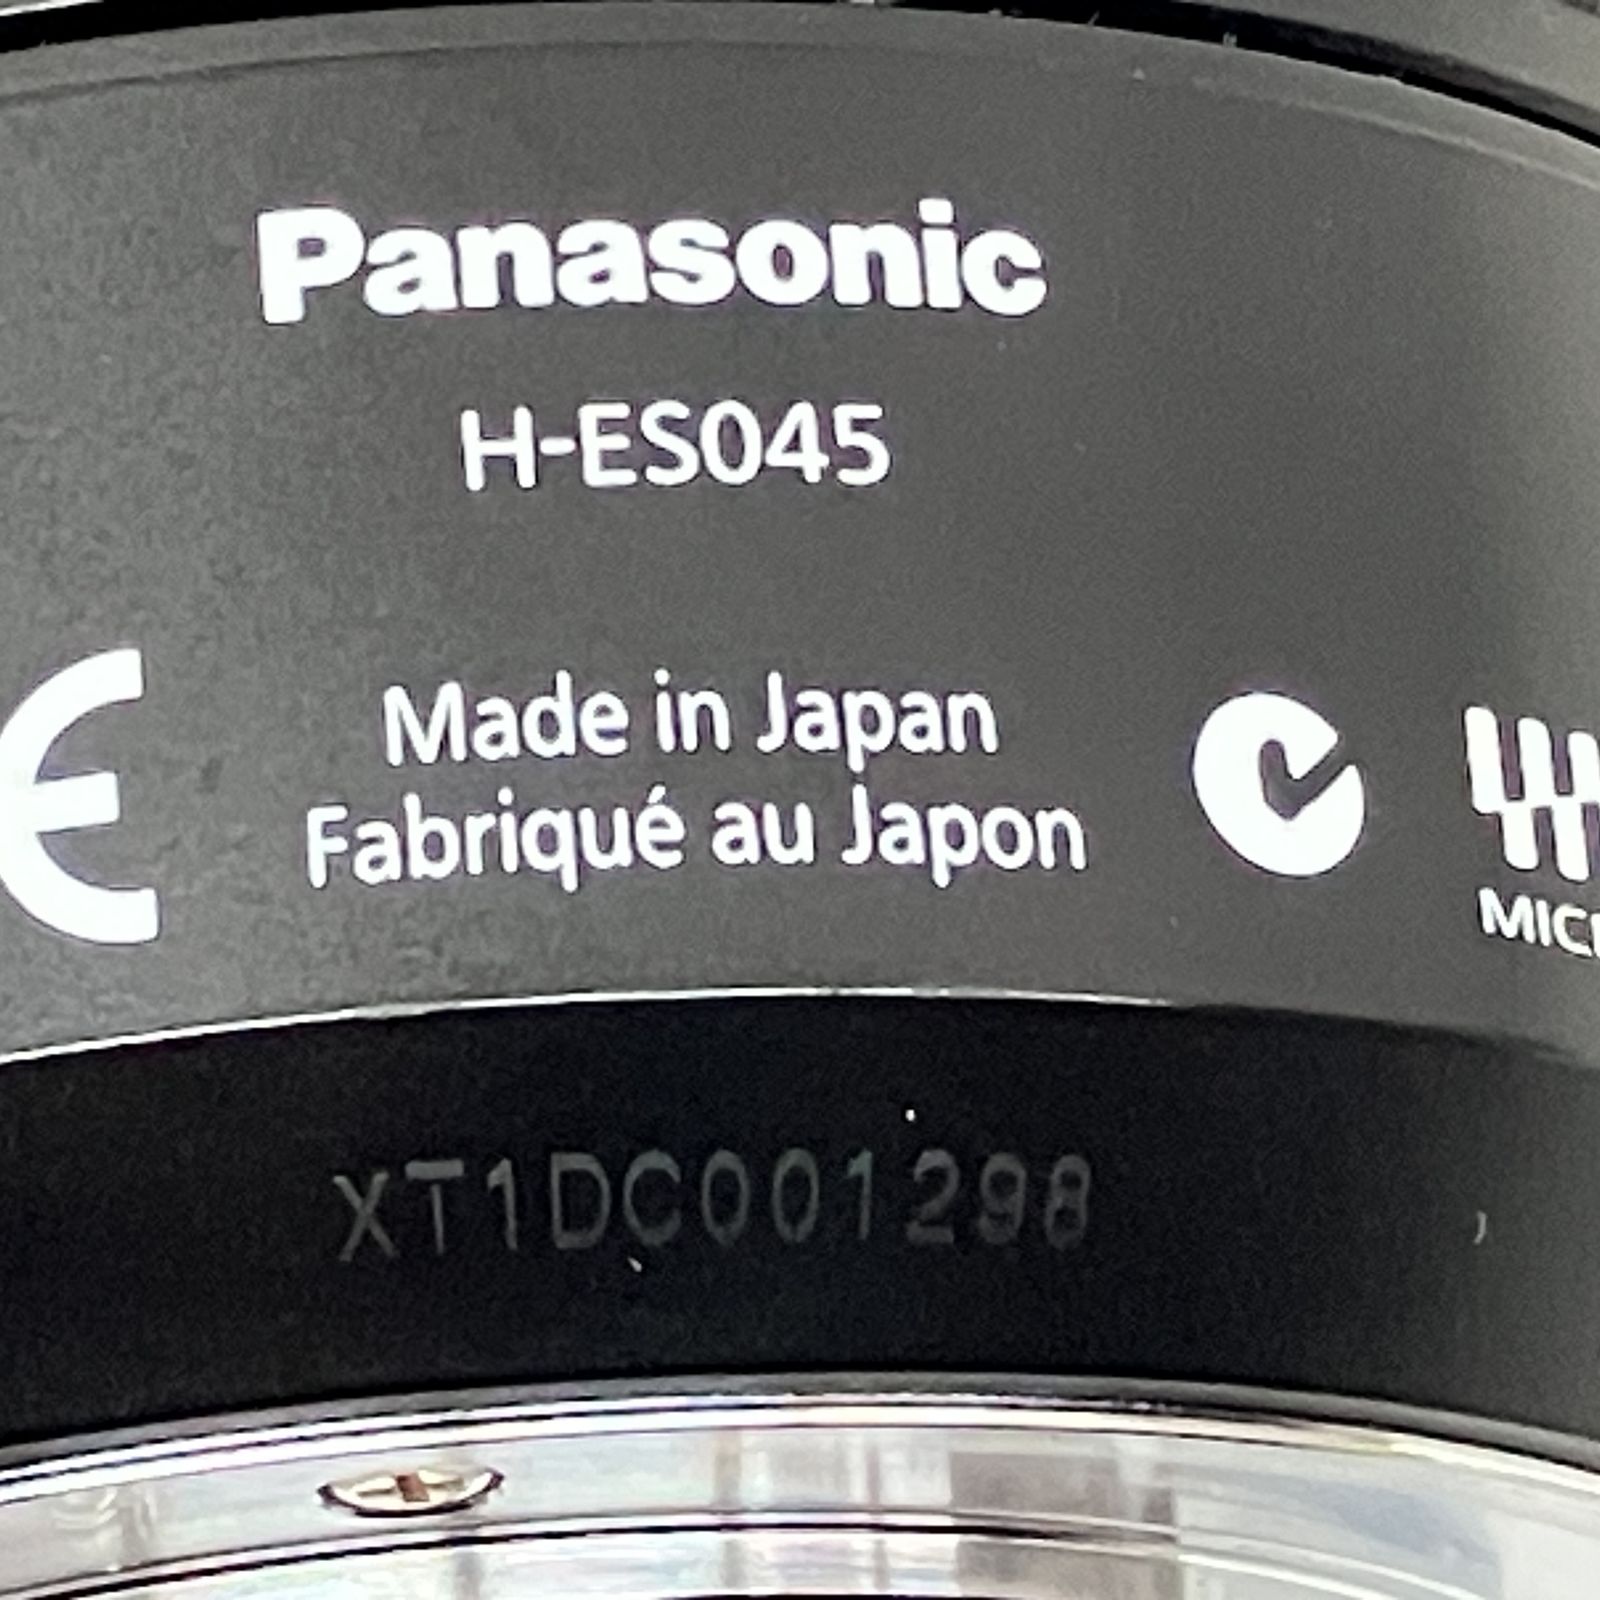 Panasonic
H-ES045
Made in Japan
Fabriqué au Japon
XT1DC001298